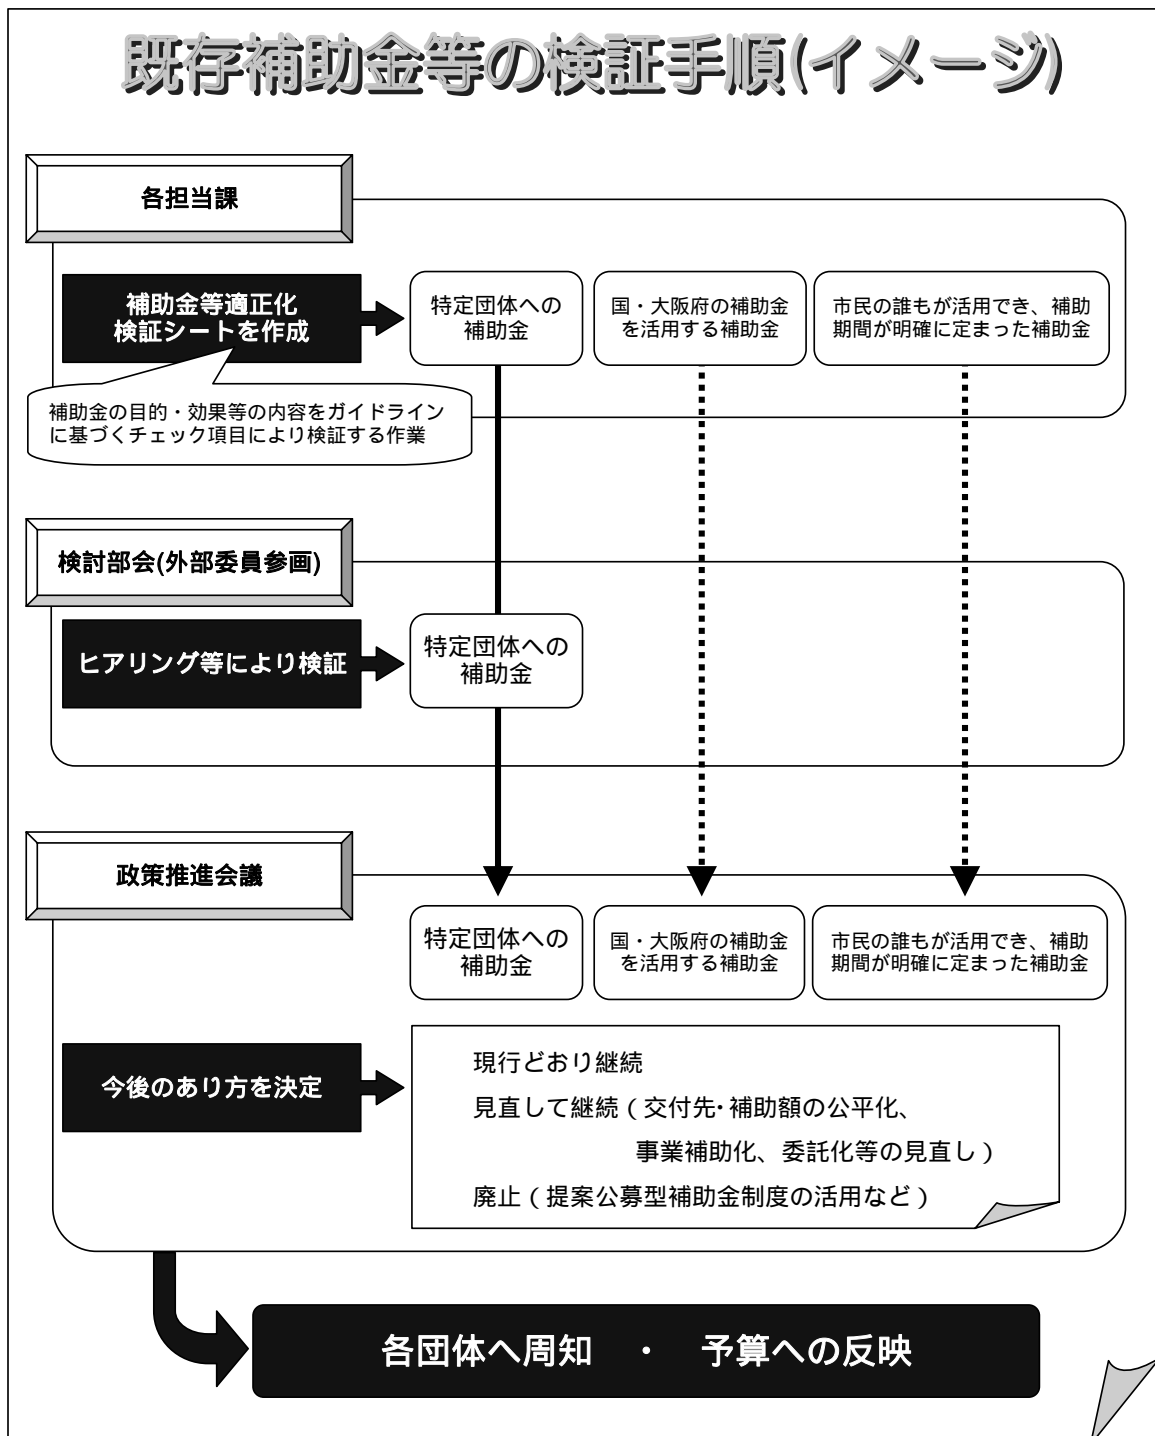 既存補助金等の検証手順(イメージ)
各担当課
補助金等適正化
検証シートを作成
特定団体への
補助金
国・大阪府の補助金
を活用する補助金
市民の誰もが活用でき、補助
期間が明確に定まった補助金
補助金の目的・効果等の内容をガイドライン
に基づくチェック項目により検証する作業
検討部会(外部委員参画)
ヒアリング等により検証
特定団体への
補助金
政策推進会議
特定団体への
補助金
国・大阪府の補助金
を活用する補助金
市民の誰もが活用でき、補助
期間が明確に定まった補助金
今後のあり方を決定
現行どおり継続
見直して継続(交付先・補助額の公平化、
事業補助化、委託化等の見直し)
廃止(提案公募型補助金制度の活用など)
各団体へ周知 ・ 予算への反映